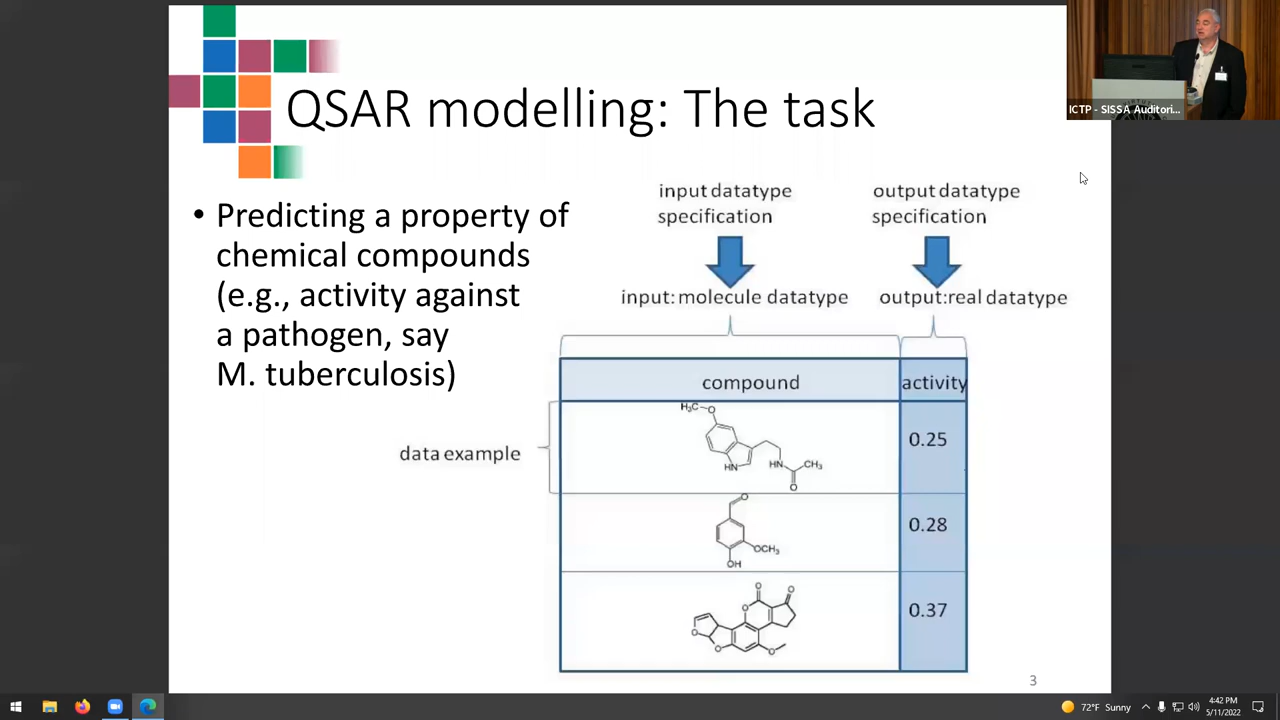 ICTP - SISSA Auditori...
QSAR modelling: The task
• Predicting a property of
chemical compounds
(e.g., activity against
a pathogen, say
M. tuberculosis)
input datatype
specification
output datatype
specification
input: molecule datatype
output:real datatype
compound
activity
data example
H₃C
O
HN
HN
CH₃
O
0.25
O
OCH₃
OH
0.28
O
O
O
O
O
O
0.37
3
72°F Sunny
4:42 PM
5/11/2022